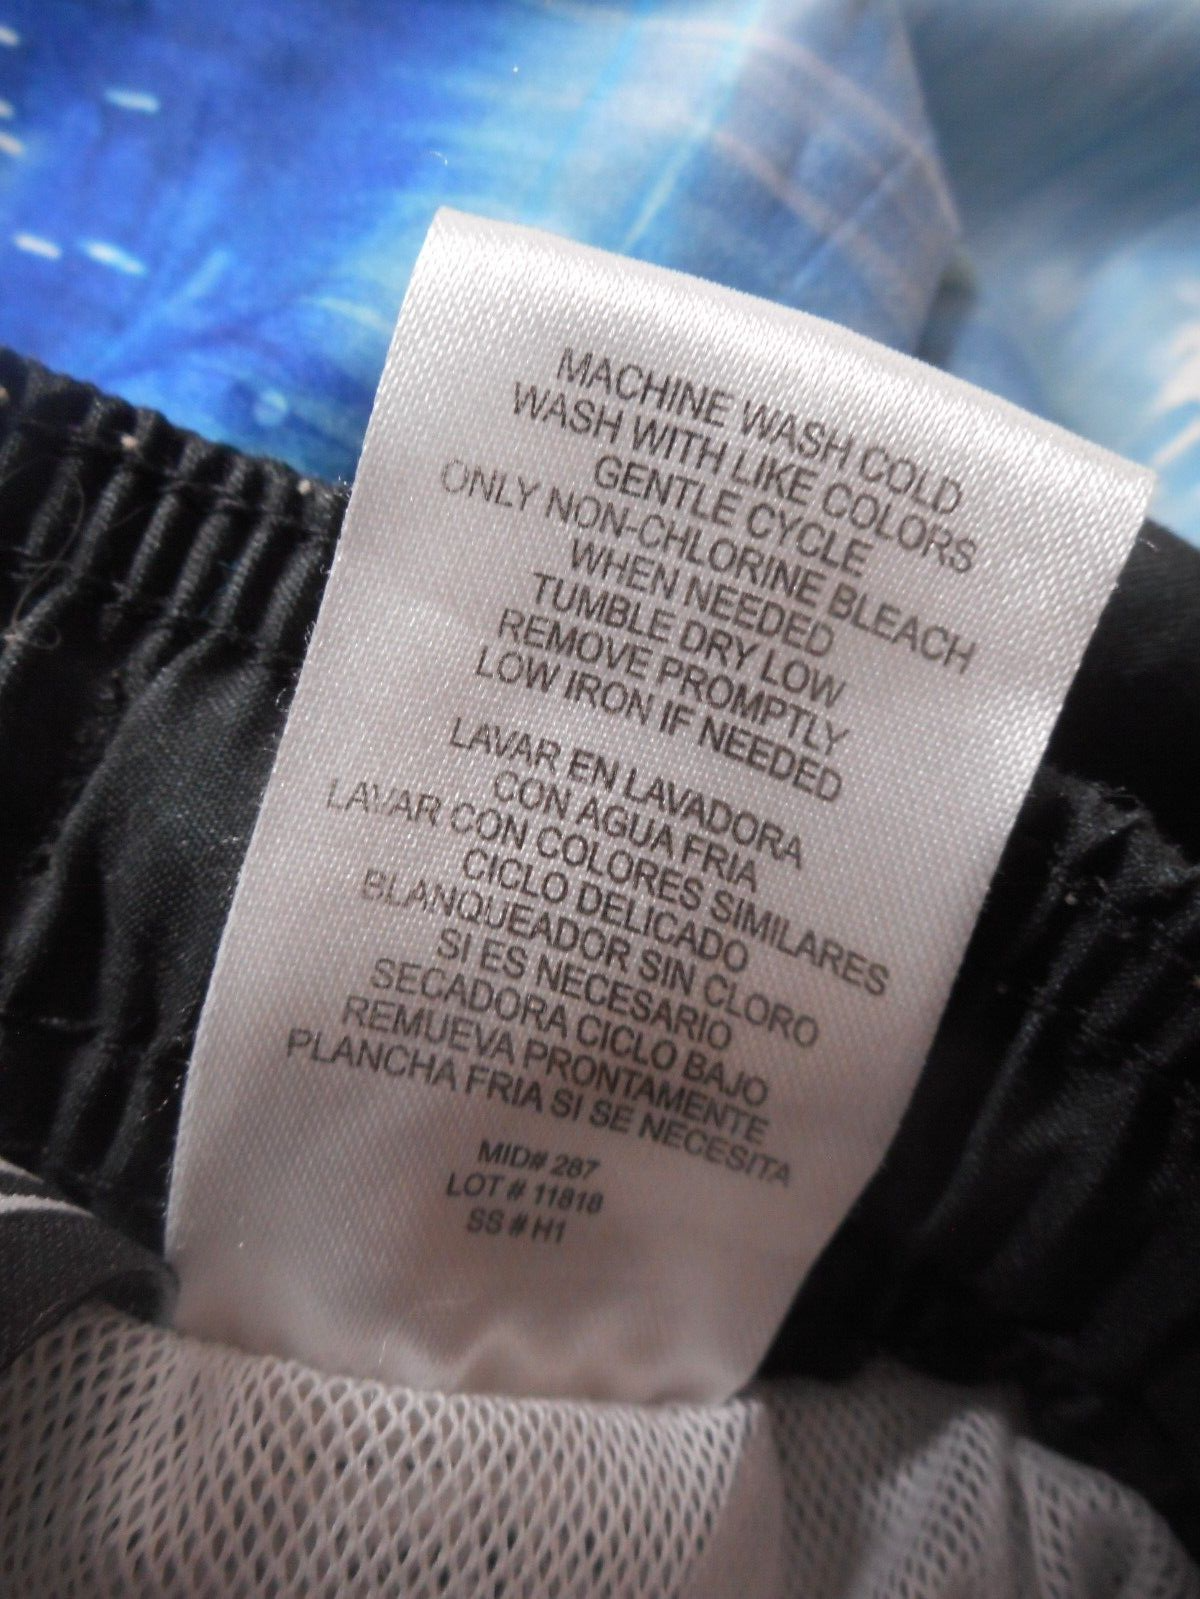 MACHINE WASH COLD
WASH WITH LIKE COLORS
GENTLE CYCLE
ONLY NON-CHLORINE BLEACH
WHEN NEEDED
TUMBLE DRY LOW
REMOVE PROMPTLY
LOW IRON IF NEEDED
LAVAR EN LAVADORA
CON AGUA FRIA
LAVAR CON COLORES SIMILARES
CICLO DELICADO
BLANQUEADOR SIN CLORO
SI ES NECESARIO
SECADORA CICLO BAJO
REMUEVA PRONTAMENTE
PLANCHA FRIA SI SE NECESITA
MID# 287
LOT # 11818
SS # H1